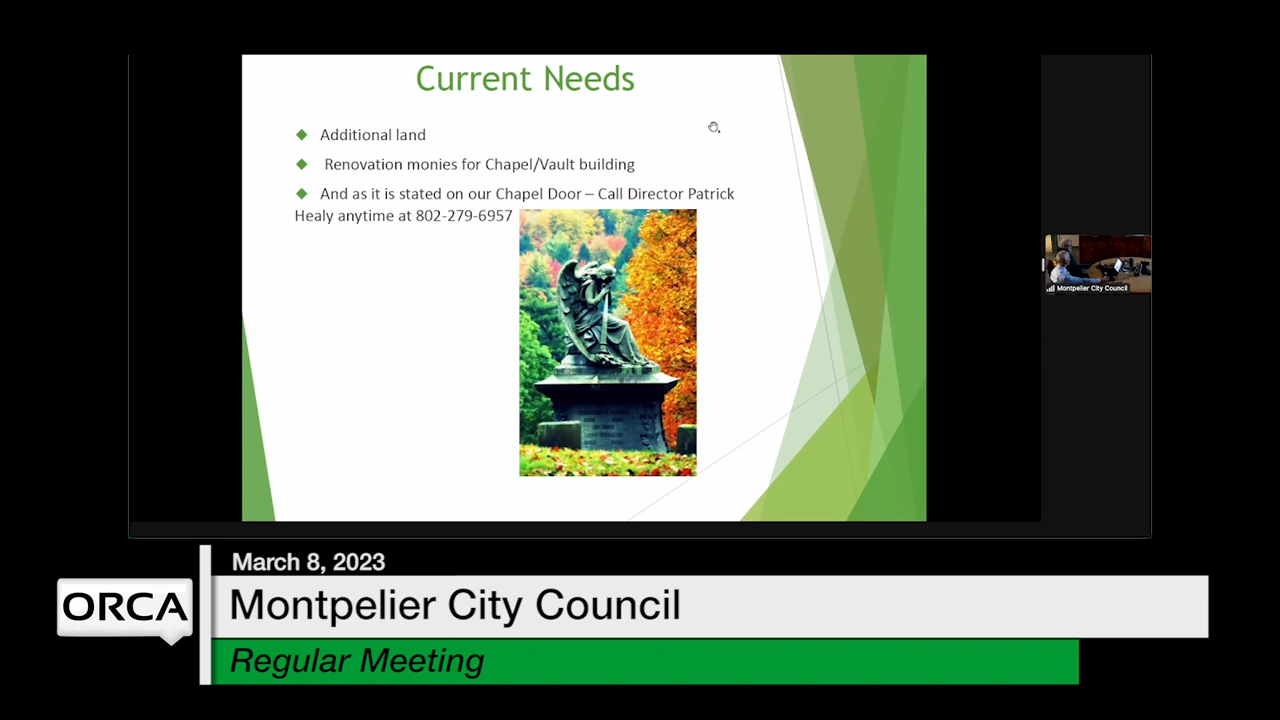 Current Needs
Additional land
Renovation monies for Chapel/Vault building
And as it is stated on our Chapel Door – Call Director Patrick
Healy anytime at 802-279-6957
Montpelier City Council
March 8, 2023
ORCA
Montpelier City Council
Regular Meeting